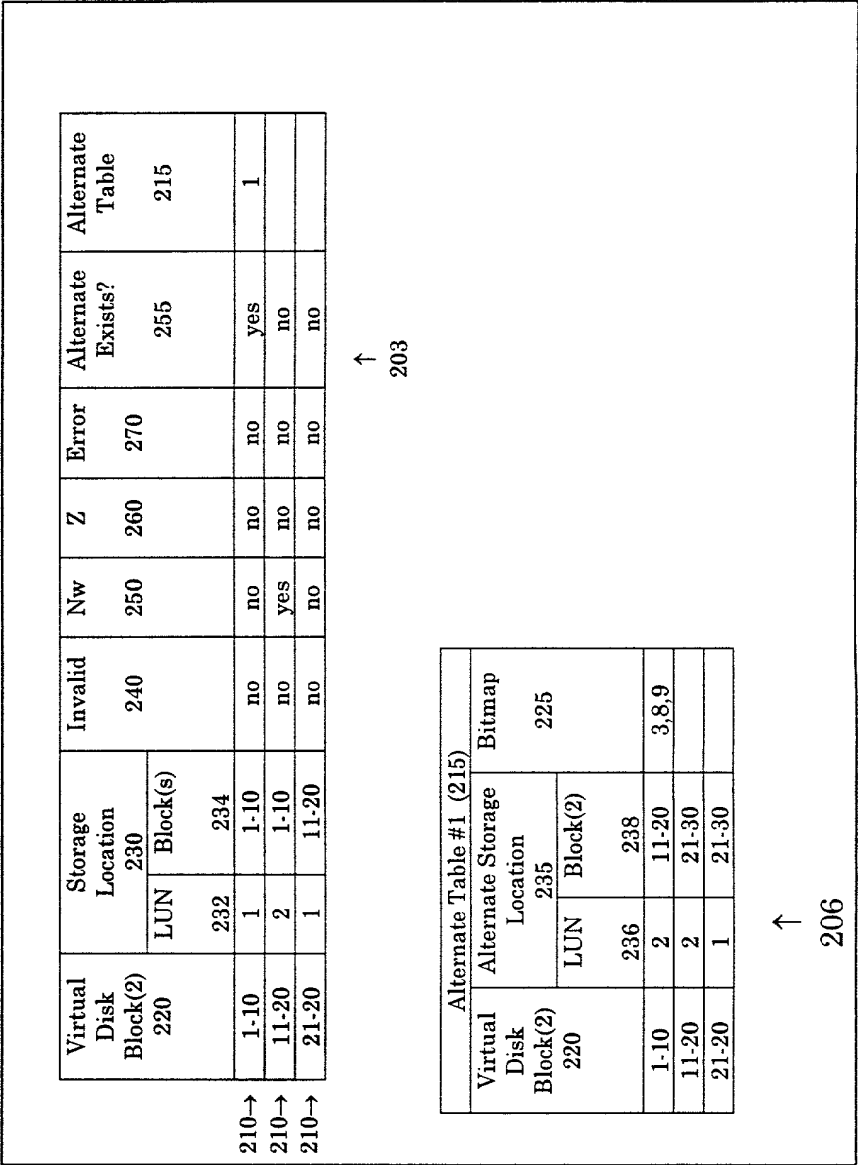 Virtual Disk Block(2) 220 | Storage Location 230 | Invalid 240 | Nw 250 | Z 260 | Error 270 | Alternate Exists? 255 | Alternate Table 215
LUN 232 | Block(s) 234
210→ 1-10 | 1 | 1-10 | no | no | no | no | yes | 1
210→ 11-20 | 2 | 1-10 | no | yes | no | no | no
210→ 21-20 | 1 | 11-20 | no | no | no | no | no
↑
203
Alternate Table #1 (215)
Virtual Disk Block(2) 220 | Alternate Storage Location 235 | Bitmap 225
LUN 236 | Block(2) 238
1-10 | 2 | 11-20 | 3,8,9
11-20 | 2 | 21-30
21-20 | 1 | 21-30
↑
206